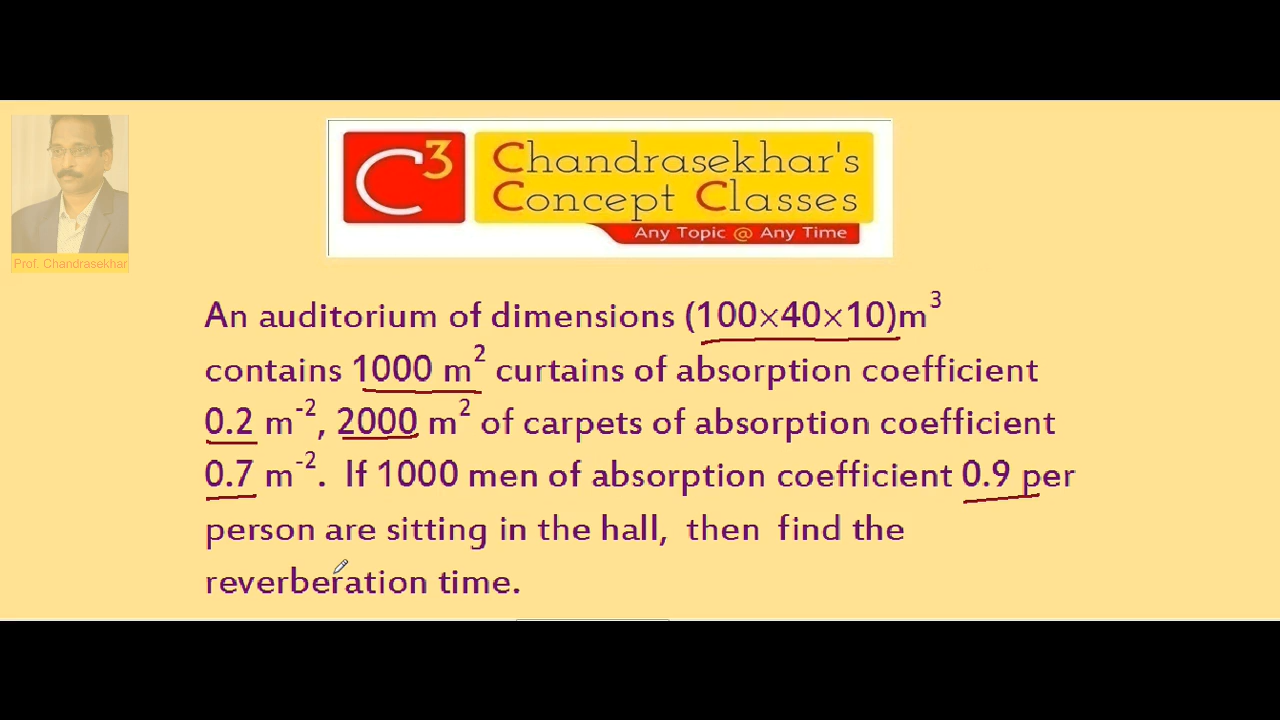 C³
Chandrasekhar's
Concept Classes
Any Topic @ Any Time
Prof. Chandrasekhar
An auditorium of dimensions (100×40×10)m³
contains 1000 m² curtains of absorption coefficient
0.2 m⁻², 2000 m² of carpets of absorption coefficient
0.7 m⁻². If 1000 men of absorption coefficient 0.9 per
person are sitting in the hall, then find the
reverberation time.